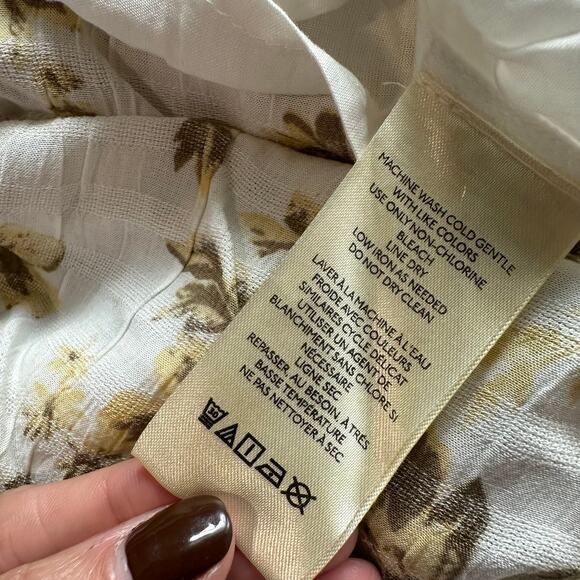 MACHINE WASH COLD GENTLE
WITH LIKE COLORS
USE ONLY NON-CHLORINE
BLEACH
LINE DRY
LOW IRON AS NEEDED
DO NOT DRY CLEAN
LAVER À LA MACHINE À L'EAU
FROIDE AVEC COULEURS
SIMILAIRES CYCLE DÉLICAT
UTILISER UN AGENT DE
BLANCHIMENT SANS CHLORE SI
NÉCESSAIRE
LIGNE SEC
REPASSER, AU BESOIN, À TRÈS
BASSE TEMPÉRATURE
NE PAS NETTOYER À SEC
30